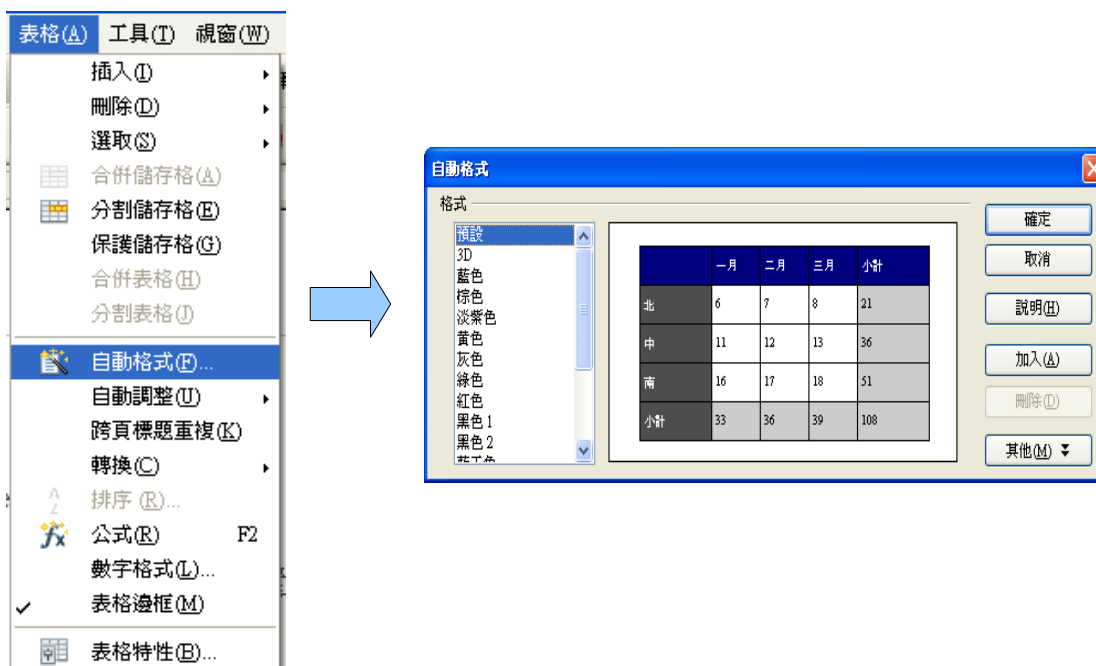 表格(A) 工具(T) 視窗(W)
插入(I)
刪除(D)
選取(S)
合併儲存格(A)
分割儲存格(E)
保護儲存格(G)
合併表格(H)
分割表格(J)
自動格式(F)...
自動調整(U)
跨頁標題重複(K)
轉換(C)
排序 (R)...
公式(R) F2
數字格式(L)...
表格邊框(M)
表格特性(B)...
自動格式
格式
預設
3D
藍色
棕色
淡紫色
黃色
灰色
綠色
紅色
黑色 1
黑色 2
一月 二月 三月 小計
北 6 7 8 21
中 11 12 13 36
南 16 17 18 51
小計 33 36 39 108
確定
取消
說明(H)
加入(A)
刪除(D)
其他(M)